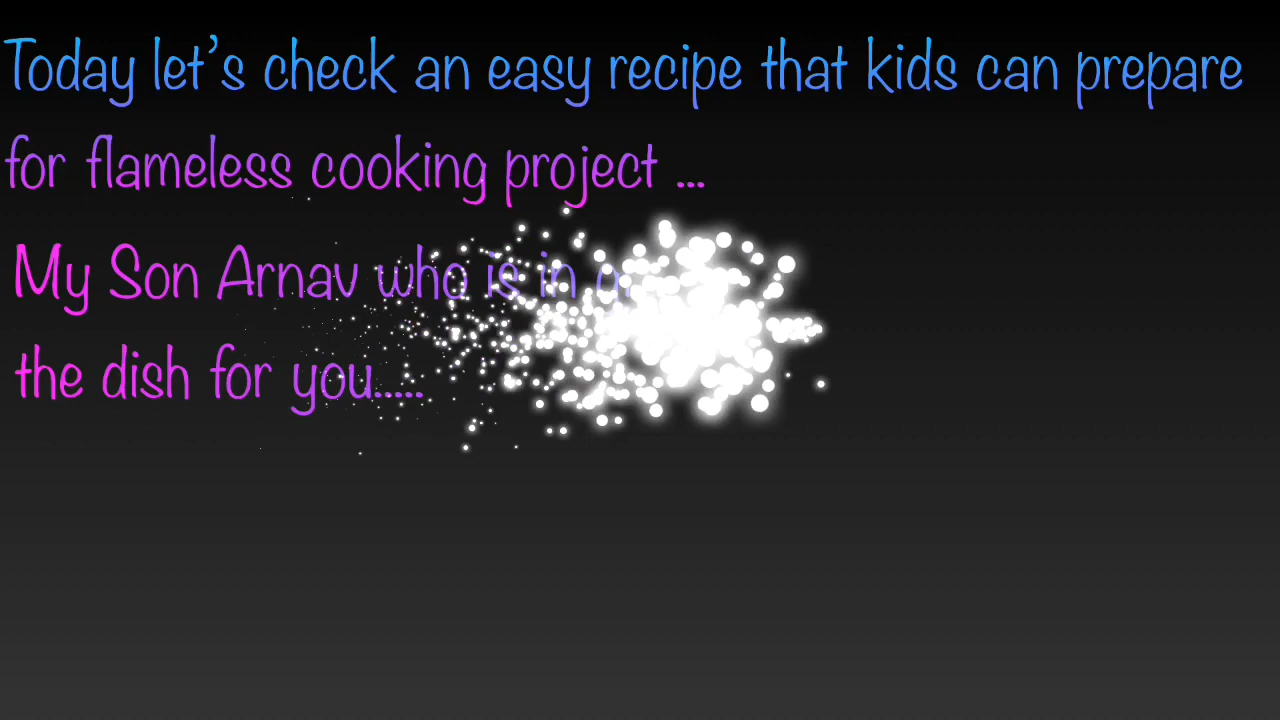 Today let's check an easy recipe that kids can prepare
for flameless cooking project ...
My Son Arnav who is in
the dish for you.....